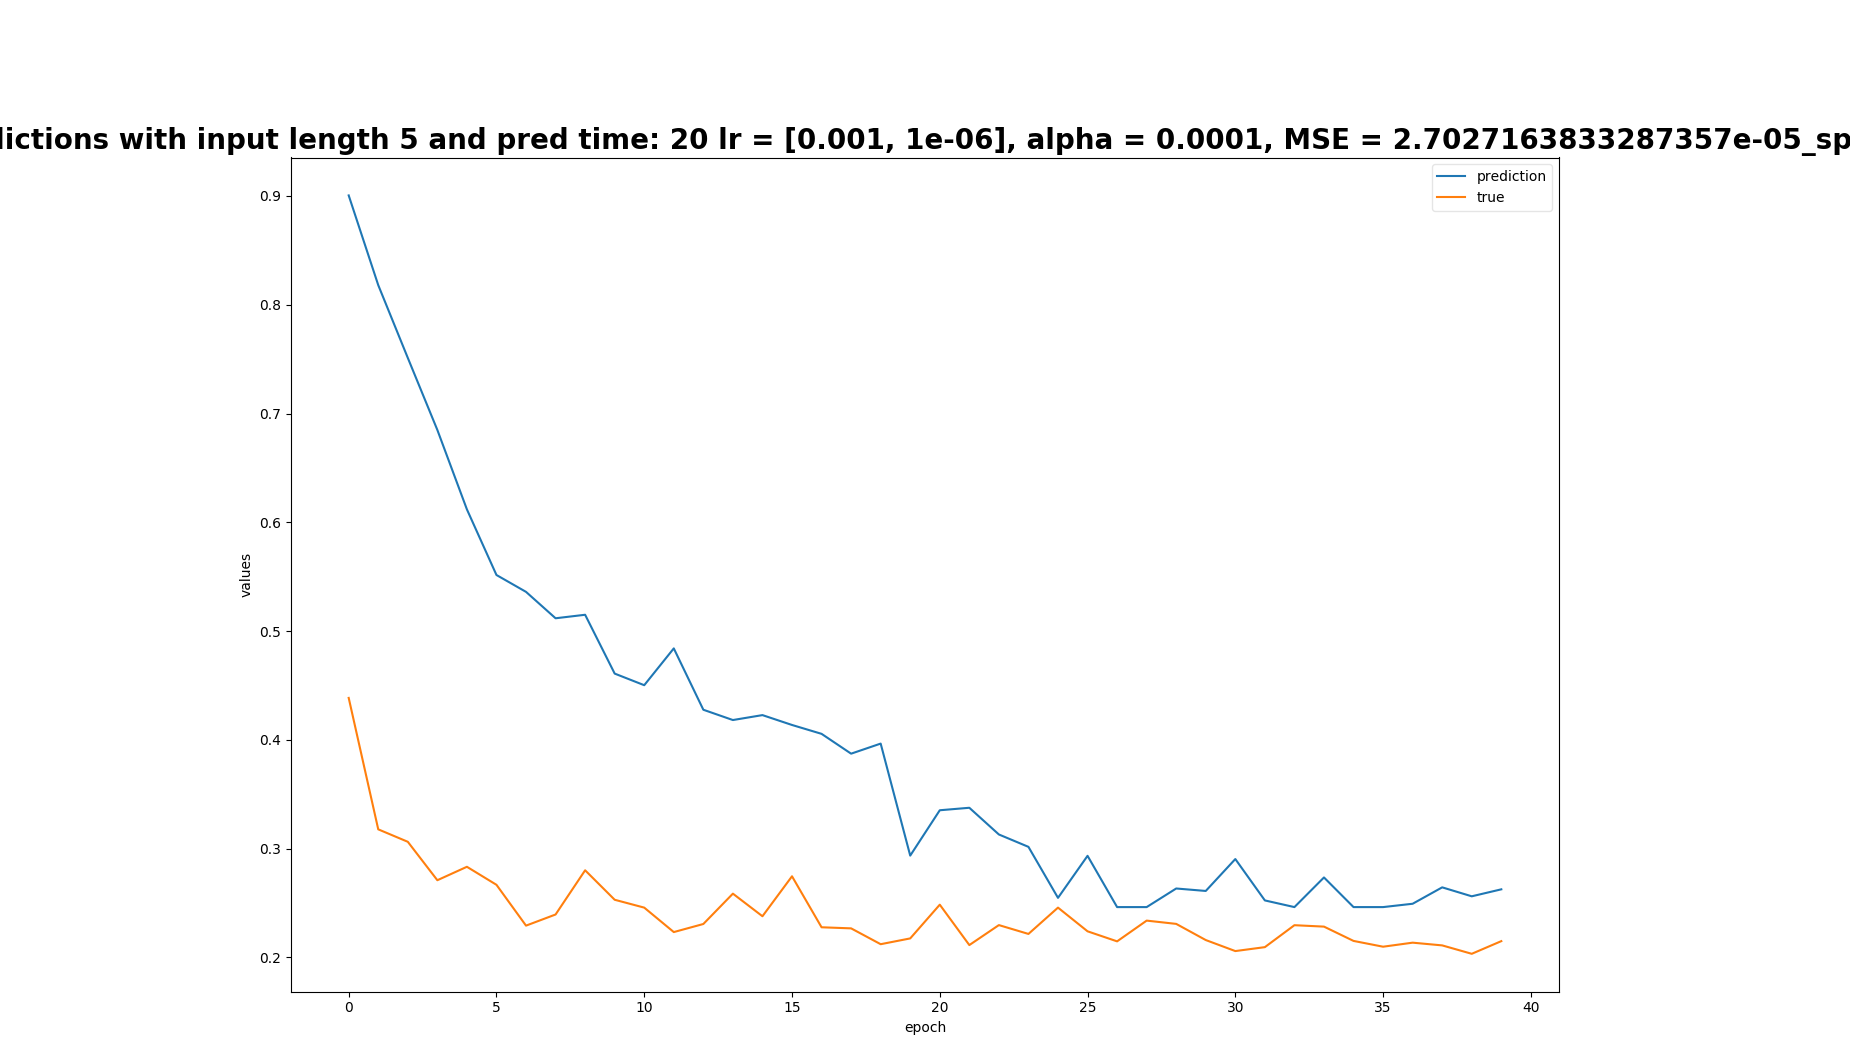 with input length 5 and pred time: 20 lr = [0.001, 1e-06], alpha = 0.0001, MSE = 2.7027163833287357e-05_sp
prediction
true
0.9
0.8
0.7
0.6
0.5
0.4
0.3
0.2
values
0 5 10 15 20 25 30 35 40
epoch